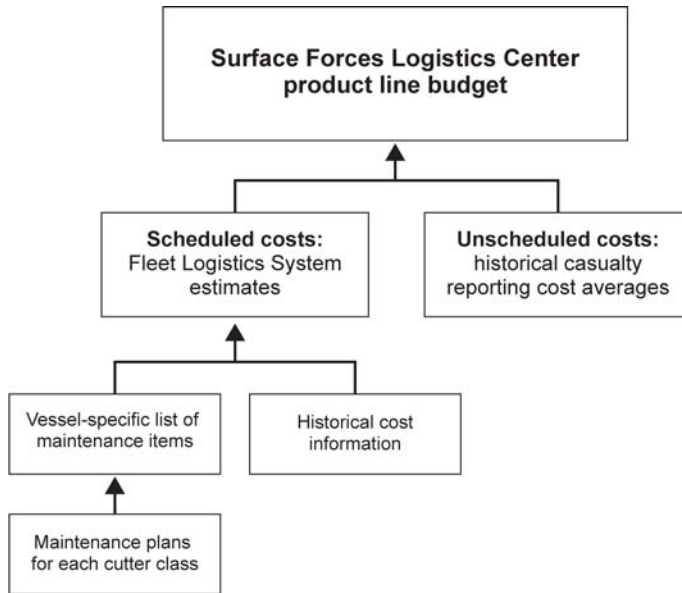 Surface Forces Logistics Center
product line budget
Scheduled costs:
Fleet Logistics System
estimates
Unscheduled costs:
historical casualty
reporting cost averages
Vessel-specific list of
maintenance items
Historical cost
information
Maintenance plans
for each cutter class